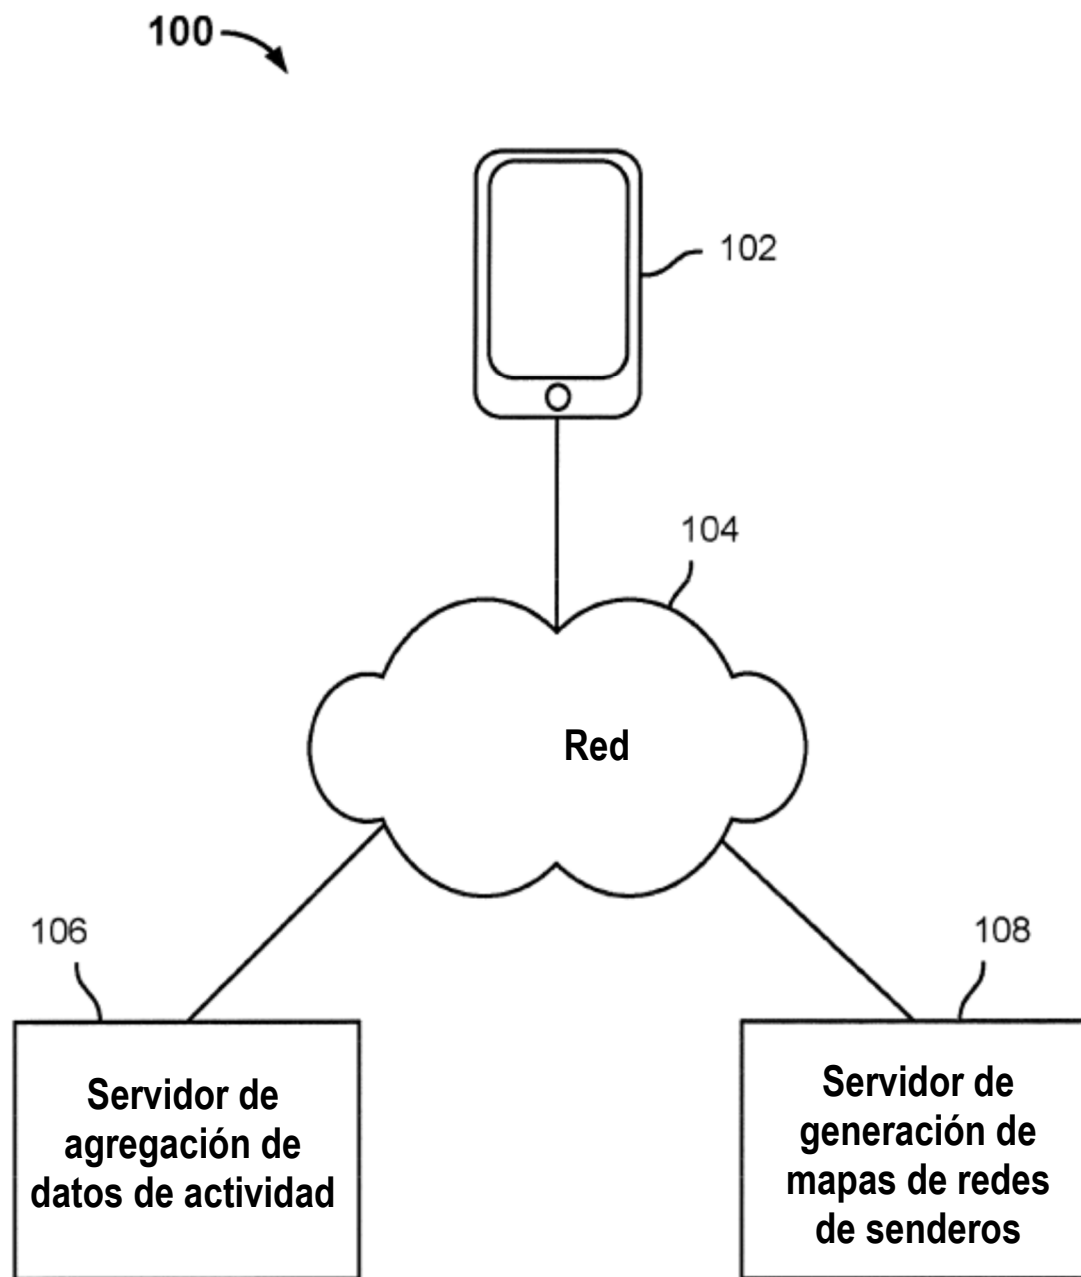 100
102
104
Red
106
108
Servidor de
agregación de
datos de actividad
Servidor de
generación de
mapas de redes
de senderos